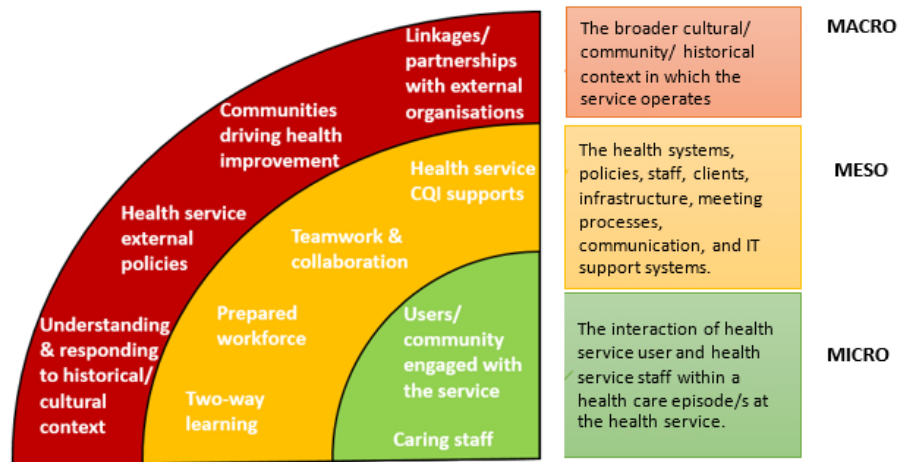 Linkages/
partnerships
with external
organisations
Communities
driving health
improvement
Health service
external
policies
Understanding
& responding
to historical/
cultural
context
Health service
CQI supports
Teamwork &
collaboration
Prepared
workforce
Two-way
learning
Users/
community
engaged with
the service
Caring staff
The broader cultural/
community/ historical
context in which the
service operates
MACRO
The health systems,
policies, staff, clients,
infrastructure, meeting
processes,
communication, and IT
support systems.
MESO
The interaction of health
service user and health
service staff within a
health care episode/s at
the health service.
MICRO